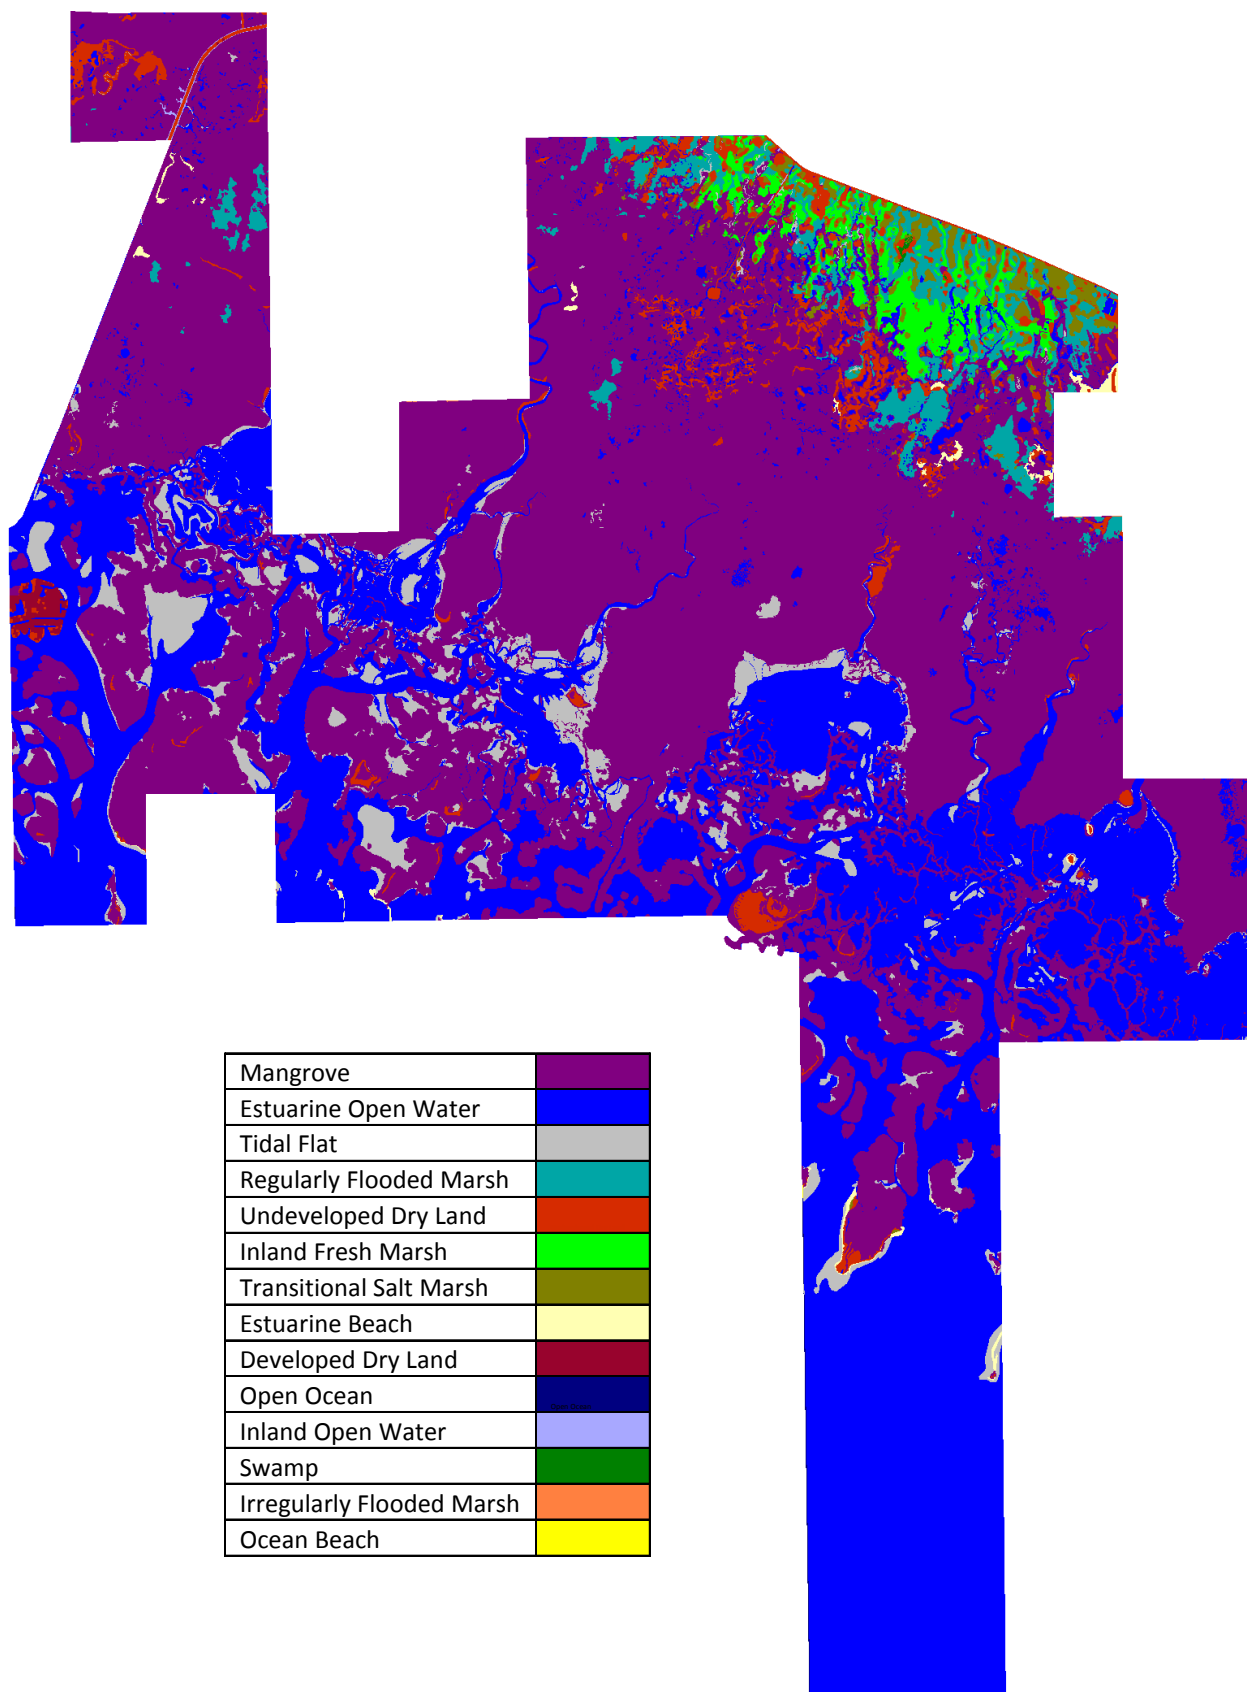 Mangrove
Estuarine Open Water
Tidal Flat
Regularly Flooded Marsh
Undeveloped Dry Land
Inland Fresh Marsh
Transitional Salt Marsh
Estuarine Beach
Developed Dry Land
Open Ocean
Inland Open Water
Swamp
Irregularly Flooded Marsh
Ocean Beach